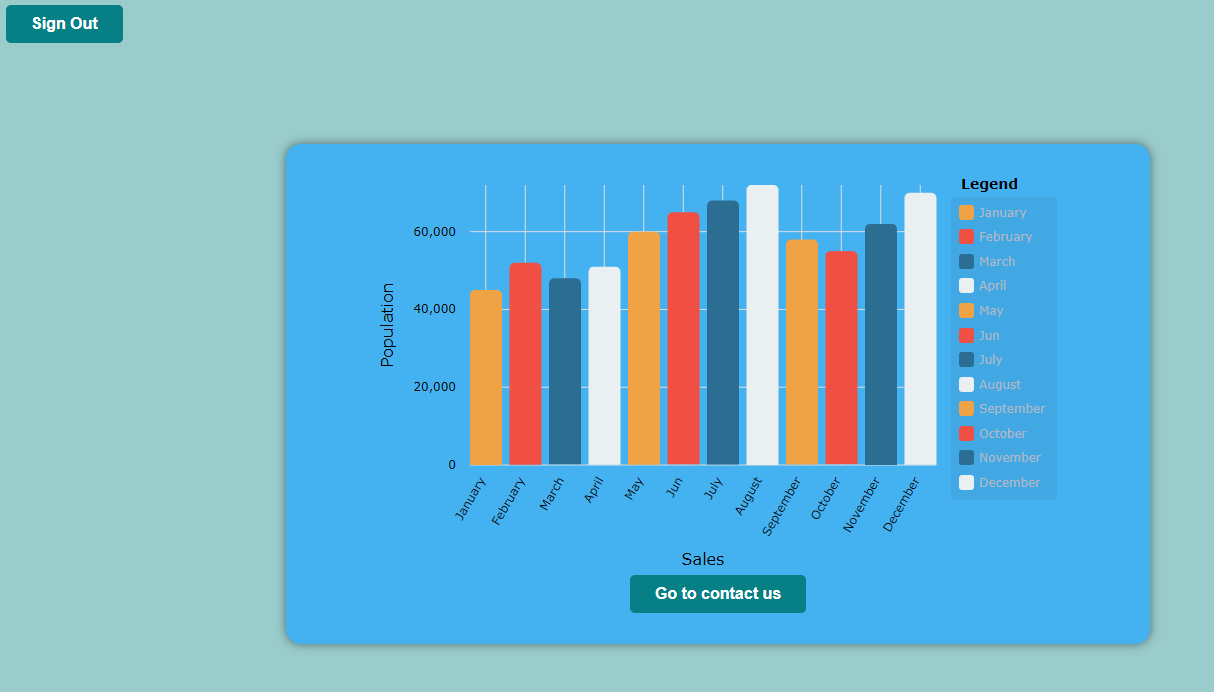 Sign Out
Legend
January
February
March
April
May
Jun
July
August
September
October
November
December
60,000
40,000
20,000
0
Population
January
February
March
April
May
Jun
July
August
September
October
November
December
Sales
Go to contact us